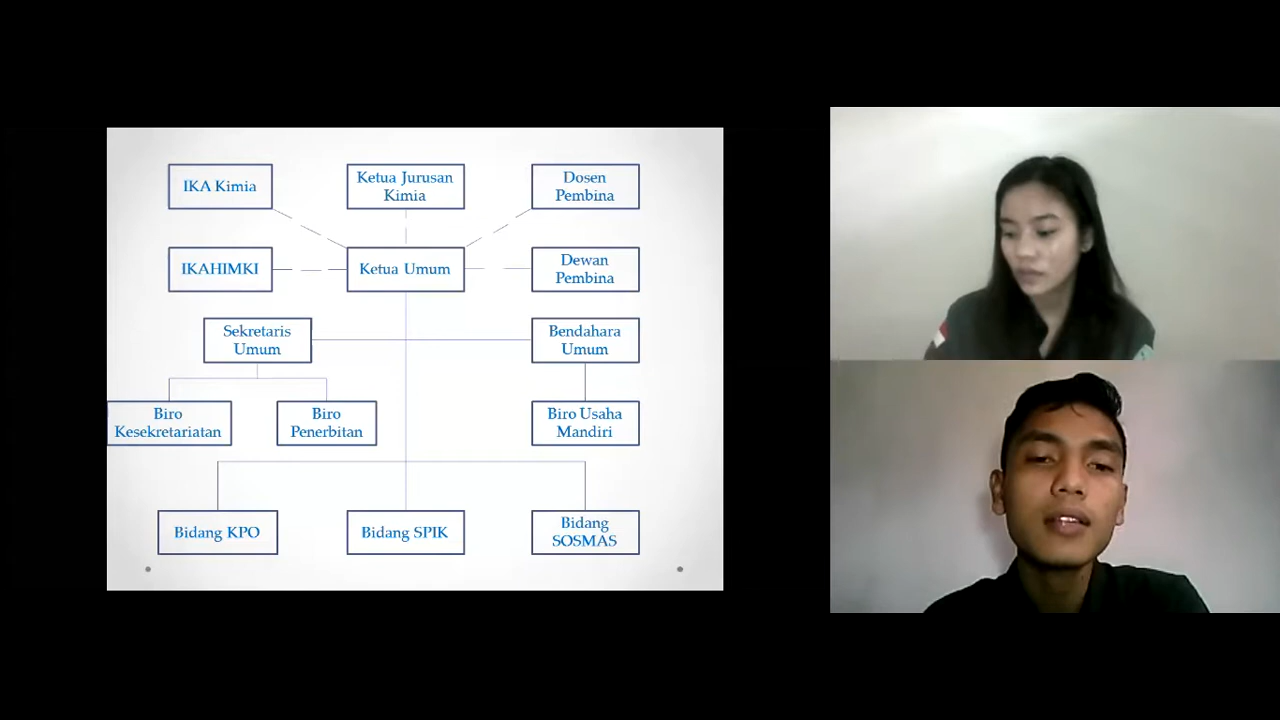 IKA Kimia
Ketua Jurusan
Kimia
Dosen
Pembina
IKAHIMKI
Ketua Umum
Dewan
Pembina
Sekretaris
Umum
Bendahara
Umum
Biro
Kesekretariatan
Biro
Penerbitan
Biro Usaha
Mandiri
Bidang KPO
Bidang SPIK
Bidang
SOSMAS